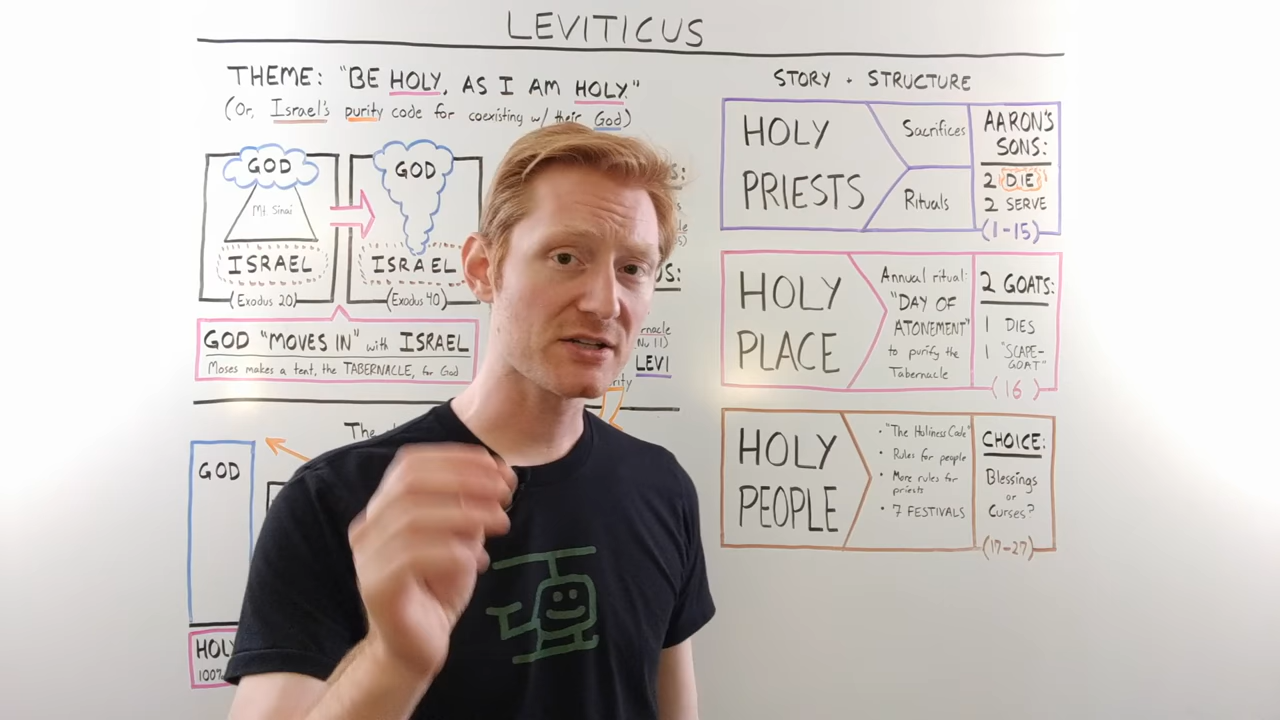 LEVITICUS
THEME: "BE HOLY, AS I AM HOLY."
(Or, Israel's purity code for coexisting w/ their God)
GOD
Mt. Sinai
ISRAEL
(Exodus 20)
GOD
ISRAEL
(Exodus 40)
GOD "MOVES IN" with ISRAEL
Moses makes a tent, the TABERNACLE, for God
LEVI
The
GOD
HOLY
100%
STORY + STRUCTURE
HOLY
PRIESTS
Sacrifices
Rituals
AARON'S
SONS:
2 DIE
2 SERVE
(1-15)
HOLY
PLACE
Annual ritual:
"DAY OF
ATONEMENT"
to purify the
Tabernacle
2 GOATS:
1 DIES
1 "SCAPE-
GOAT"
(16)
HOLY
PEOPLE
• "The Holiness Code"
• Rules for people
• More rules for
priests
• 7 FESTIVALS
CHOICE:
Blessings
or
Curses?
(17-27)